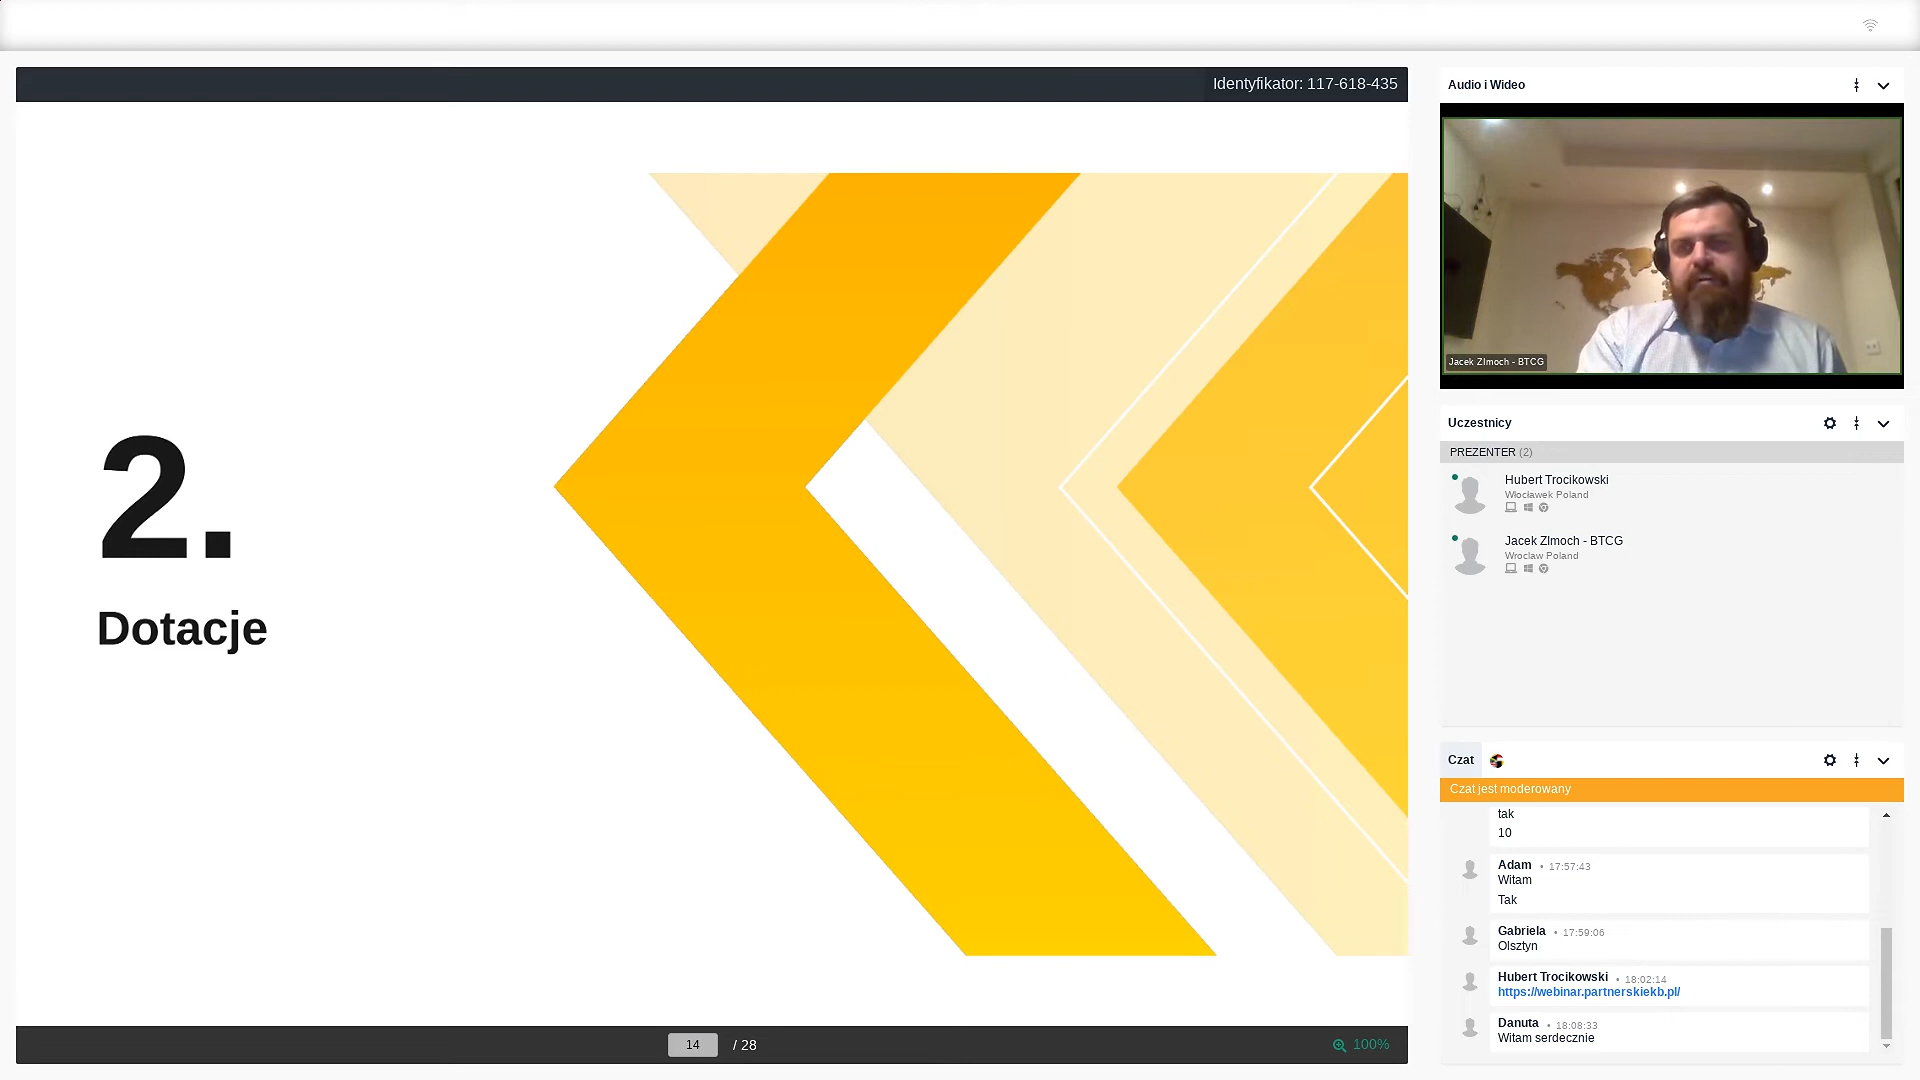 Identyfikator: 117-618-435
2.
Dotacje
14 / 28
100%
Audio i Wideo
Jacek ZImoch - BTCG
Uczestnicy
PREZENTER (2)
Hubert Trocikowski
Włocławek Poland
Jacek ZImoch - BTCG
Wroclaw Poland
Czat
Czat jest moderowany
tak
10
Adam • 17:57:43
Witam
Tak
Gabriela • 17:59:06
Olsztyn
Hubert Trocikowski • 18:02:14
https://webinar.partnerskiekb.pl/
Danuta • 18:08:33
Witam serdecznie